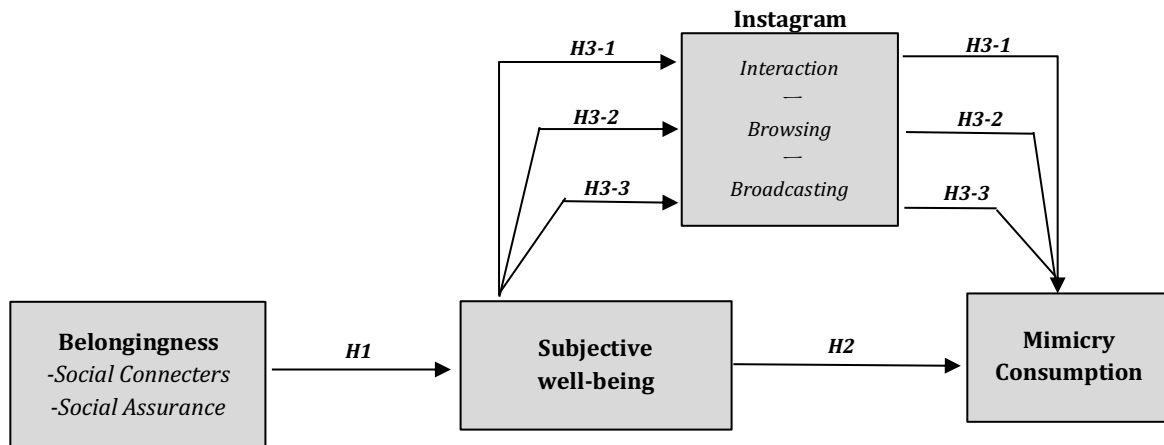 Instagram
H3-1
H3-1
Interaction
—
H3-2
Browsing
H3-2
—
H3-3
Broadcasting
H3-3
Belongingness
-Social Connecters
-Social Assurance
H1
Subjective
well-being
H2
Mimicry
Consumption